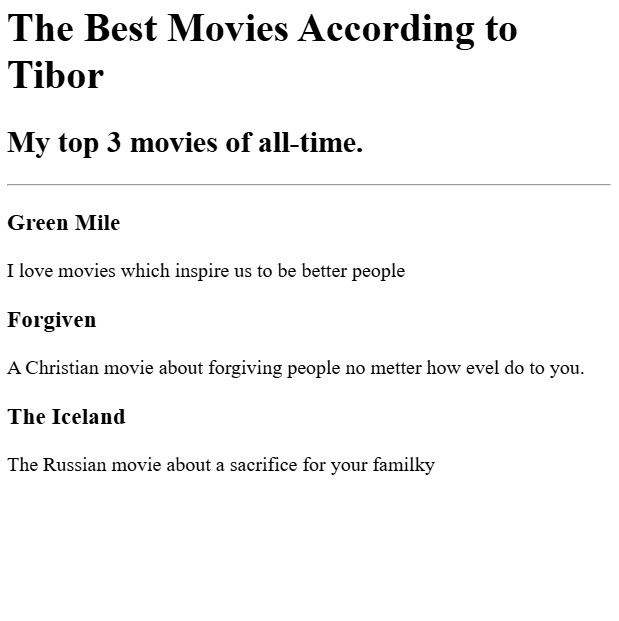 The Best Movies According to
Tibor
My top 3 movies of all-time.
Green Mile
I love movies which inspire us to be better people
Forgiven
A Christian movie about forgiving people no metter how evel do to you.
The Iceland
The Russian movie about a sacrifice for your familky